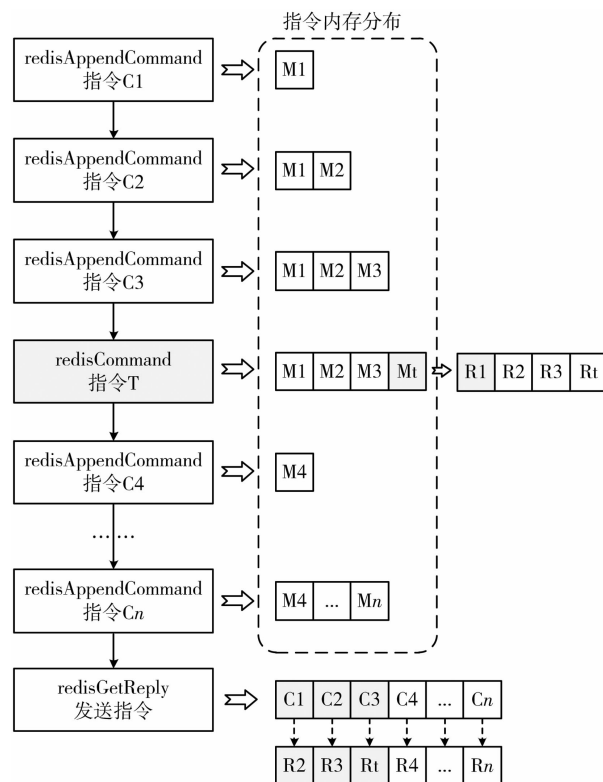 指令内存分布
redisAppendCommand
指令C1
M1
redisAppendCommand
指令C2
M1 M2
redisAppendCommand
指令C3
M1 M2 M3
redisCommand
指令T
M1 M2 M3 Mt
R1 R2 R3 Rt
redisAppendCommand
指令C4
M4
... ...
redisAppendCommand
指令Cn
M4 ... Mn
redisGetReply
发送指令
C1 C2 C3 C4 ... Cn
R2 R3 Rt R4 ... Rn